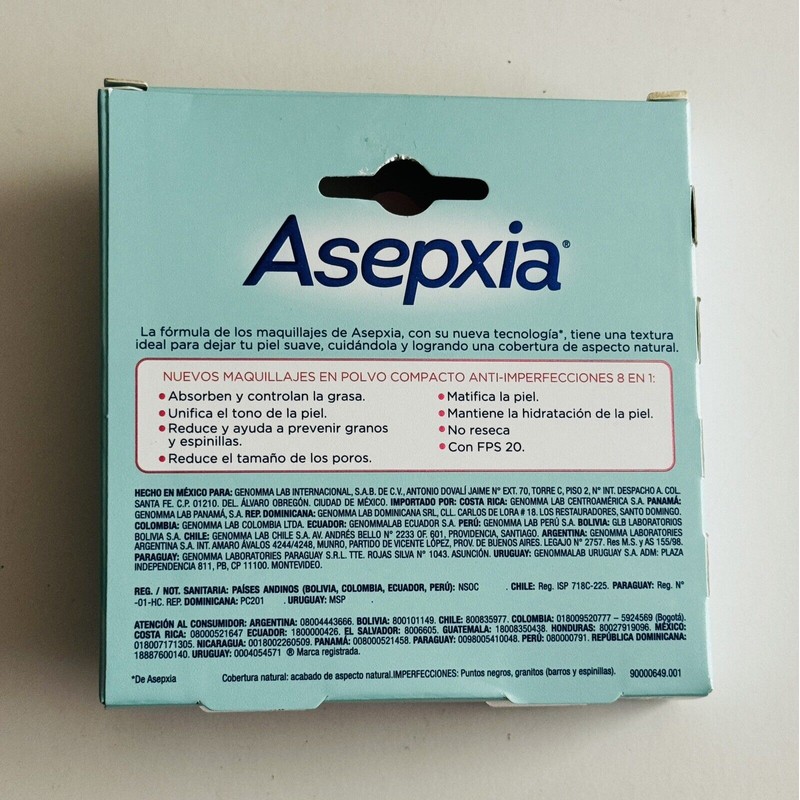 Asepxia®
La fórmula de los maquillajes de Asepxia, con su nueva tecnología*, tiene una textura
ideal para dejar tu piel suave, cuidándola y logrando una cobertura de aspecto natural.
NUEVOS MAQUILLAJES EN POLVO COMPACTO ANTI-IMPERFECCIONES 8 EN 1:
• Absorben y controlan la grasa.
• Unifica el tono de la piel.
• Reduce y ayuda a prevenir granos
y espinillas.
• Reduce el tamaño de los poros.
• Matifica la piel.
• Mantiene la hidratación de la piel.
• No reseca
• Con FPS 20.
HECHO EN MÉXICO PARA: GENOMMA LAB INTERNACIONAL, S.A.B. DE C.V., ANTONIO DOVALÍ JAIME N° EXT. 70, TORRE C, PISO 2, N° INT. DESPACHO A. COL.
SANTA FE. C.P. 01210. DEL. ÁLVARO OBREGÓN. CIUDAD DE MÉXICO. IMPORTADO POR: COSTA RICA: GENOMMA LAB CENTROAMÉRICA S.A. PANAMÁ:
GENOMMA LAB PANAMÁ, S.A. REP. DOMINICANA: GENOMMA LAB DOMINICANA SRL, CLL. CARLOS DE LORA # 18. LOS RESTAURADORES, SANTO DOMINGO.
COLOMBIA: GENOMMA LAB COLOMBIA LTDA. ECUADOR: GENOMMALAB ECUADOR S.A. PERÚ: GENOMMA LAB PERÚ S.A. BOLIVIA: GLB LABORATORIOS
BOLIVIA S.A. CHILE: GENOMMA LAB CHILE S.A. AV. ANDRÉS BELLO N° 2233 OF. 601, PROVIDENCIA, SANTIAGO. ARGENTINA: GENOMMA LABORATORIES
ARGENTINA S.A. INT. AMARO ÁVALOS 4244/4248, MUNRO, PARTIDO DE VICENTE LÓPEZ, PROV. DE BUENOS AIRES. LEGAJO N° 2757. Res M.S. y AS 155/98.
PARAGUAY: GENOMMA LABORATORIES PARAGUAY S.R.L. TTE. ROJAS SILVA N° 1043. ASUNCIÓN. URUGUAY: GENOMMALAB URUGUAY S.A. ADM: PLAZA
INDEPENDENCIA 811, PB, CP 11100. MONTEVIDEO.
REG. / NOT. SANITARIA: PAÍSES ANDINOS (BOLIVIA, COLOMBIA, ECUADOR, PERÚ): NSOC . CHILE: Reg. ISP 718C-225. PARAGUAY: Reg. N°
-01-HC. REP. DOMINICANA: PC201 . URUGUAY: MSP
ATENCIÓN AL CONSUMIDOR: ARGENTINA: 08004443666. BOLIVIA: 800101149. CHILE: 800835977. COLOMBIA: 018009520777 – 5924569 (Bogotá).
COSTA RICA: 08000521647 ECUADOR: 1800000426. EL SALVADOR: 8006605. GUATEMALA: 18008350438. HONDURAS: 80027919096. MÉXICO:
018007171305. NICARAGUA: 0018002260509. PANAMÁ: 008000521458. PARAGUAY: 0098005410048. PERÚ: 080000791. REPÚBLICA DOMINICANA:
18887600140. URUGUAY: 0004054571 ® Marca registrada.
*De Asepxia Cobertura natural: acabado de aspecto natural.IMPERFECCIONES: Puntos negros, granitos (barros y espinillas). 90000649.001